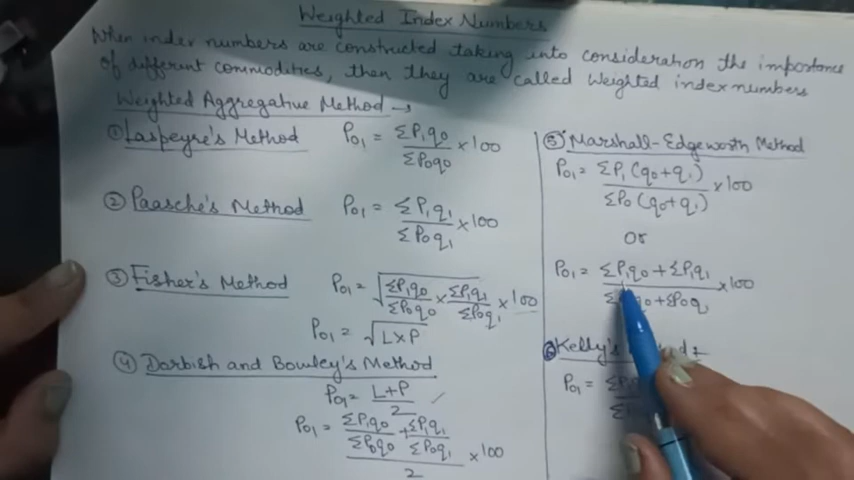 Weighted Index Numbers
When index numbers are constructed taking into consideration the importance
of different commodities, then they are called Weighted index numbers
Weighted Aggregative Method →
① Laspeyre's Method P₀₁ = ΣP₁q₀ / ΣP₀q₀ × 100
② Paasche's Method P₀₁ = ΣP₁q₁ / ΣP₀q₁ × 100
③ Fisher's Method P₀₁ = √(ΣP₁q₀ / ΣP₀q₀ × ΣP₁q₁ / ΣP₀q₁) × 100
P₀₁ = √(L×P)
④ Dorbish and Bowley's Method
P₀₁ = L+P / 2
P₀₁ = (ΣP₁q₀ / ΣP₀q₀ + ΣP₁q₁ / ΣP₀q₁) / 2 × 100
⑤ Marshall-Edgeworth Method
P₀₁ = ΣP₁(q₀+q₁) / ΣP₀(q₀+q₁) × 100
Or
P₀₁ = ΣP₁q₀+ΣP₁q₁ / q₀+ΣP₀q₁ × 100
⑥ Kelly's
P₀₁ =